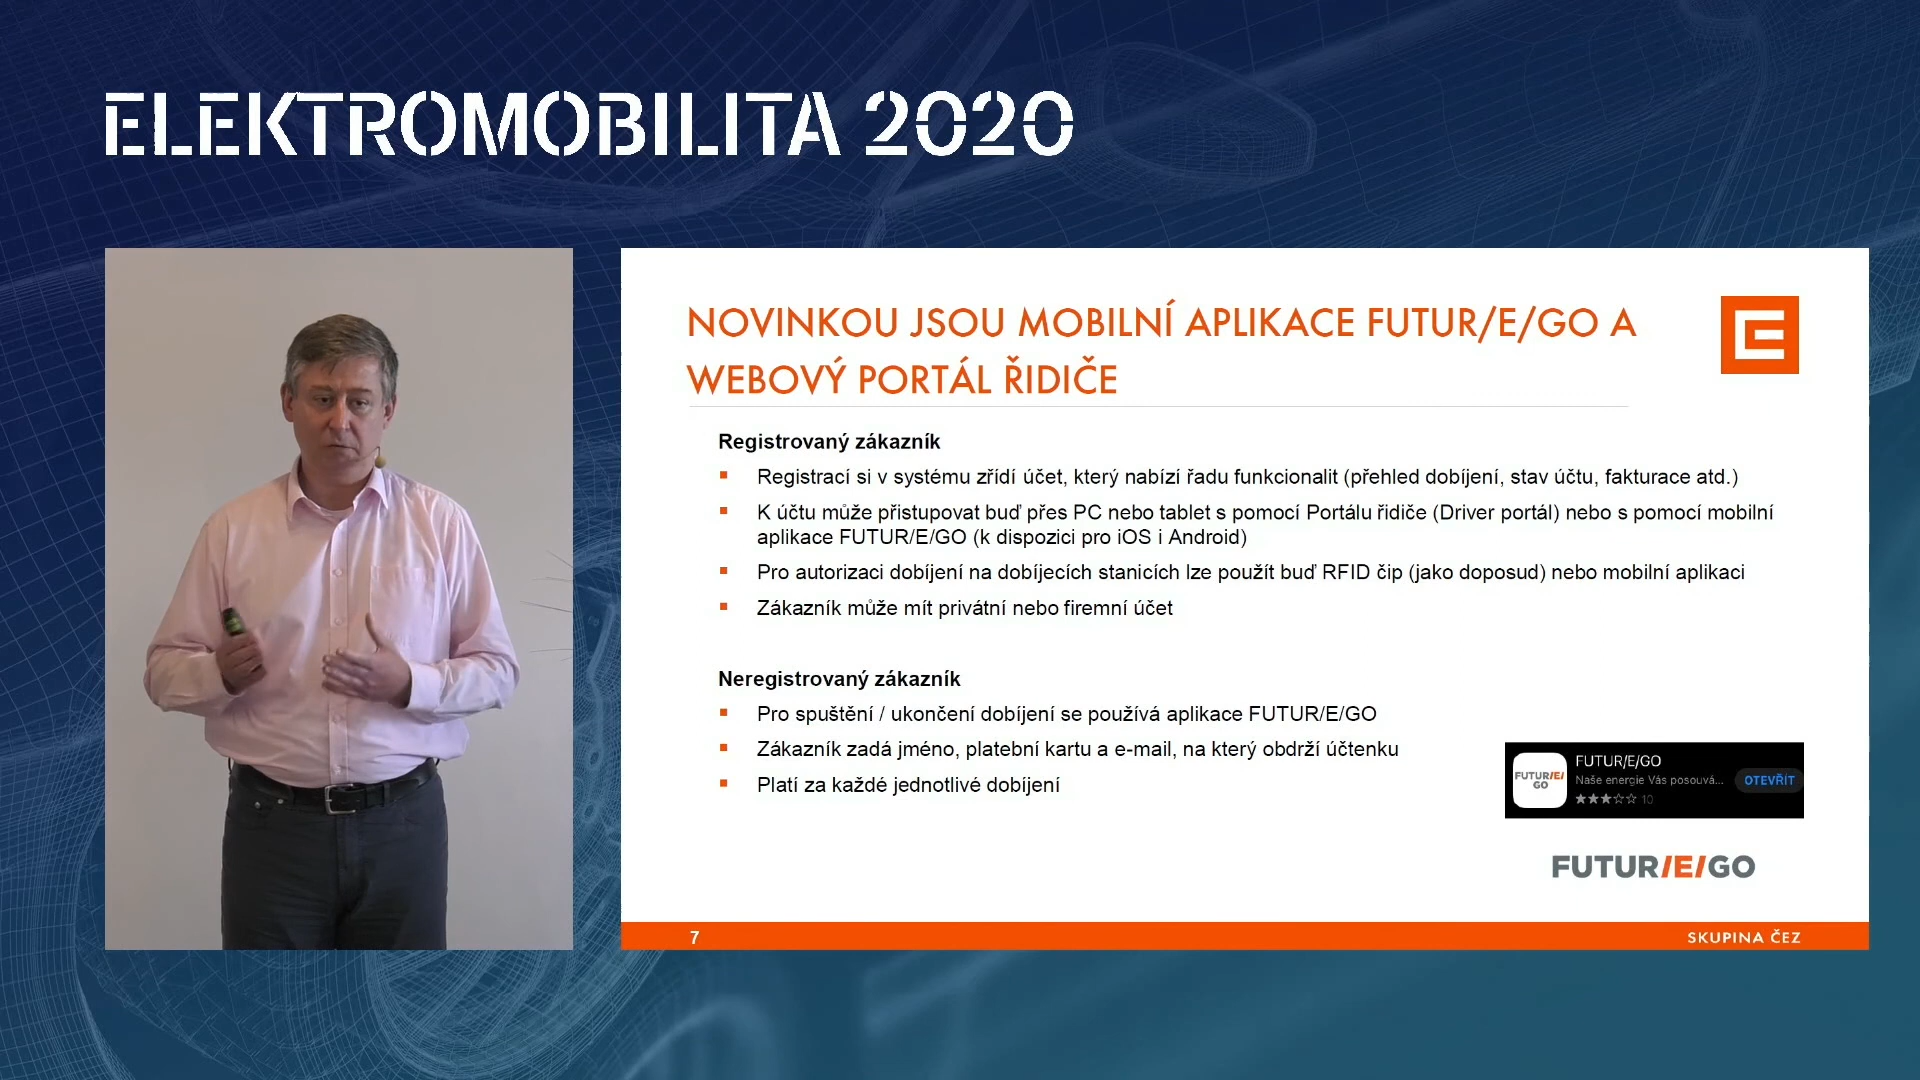 ELEKTROMOBILITA 2020
NOVINKOU JSOU MOBILNÍ APLIKACE FUTUR/E/GO A
WEBOVÝ PORTÁL ŘIDIČE
Registrovaný zákazník
Registrací si v systému zřídí účet, který nabízí řadu funkcionalit (přehled dobíjení, stav účtu, fakturace atd.)
K účtu může přistupovat buď přes PC nebo tablet s pomocí Portálu řidiče (Driver portál) nebo s pomocí mobilní
aplikace FUTUR/E/GO (k dispozici pro iOS i Android)
Pro autorizaci dobíjení na dobíjecích stanicích lze použít buď RFID čip (jako doposud) nebo mobilní aplikaci
Zákazník může mít privátní nebo firemní účet
Neregistrovaný zákazník
Pro spuštění / ukončení dobíjení se používá aplikace FUTUR/E/GO
Zákazník zadá jméno, platební kartu a e-mail, na který obdrží účtenku
Platí za každé jednotlivé dobíjení
FUTUR/E/
GO
FUTUR/E/GO
Naše energie Vás posouvá...
OTEVŘÍT
★★★☆☆ 10
FUTUR/E/GO
7
SKUPINA ČEZ